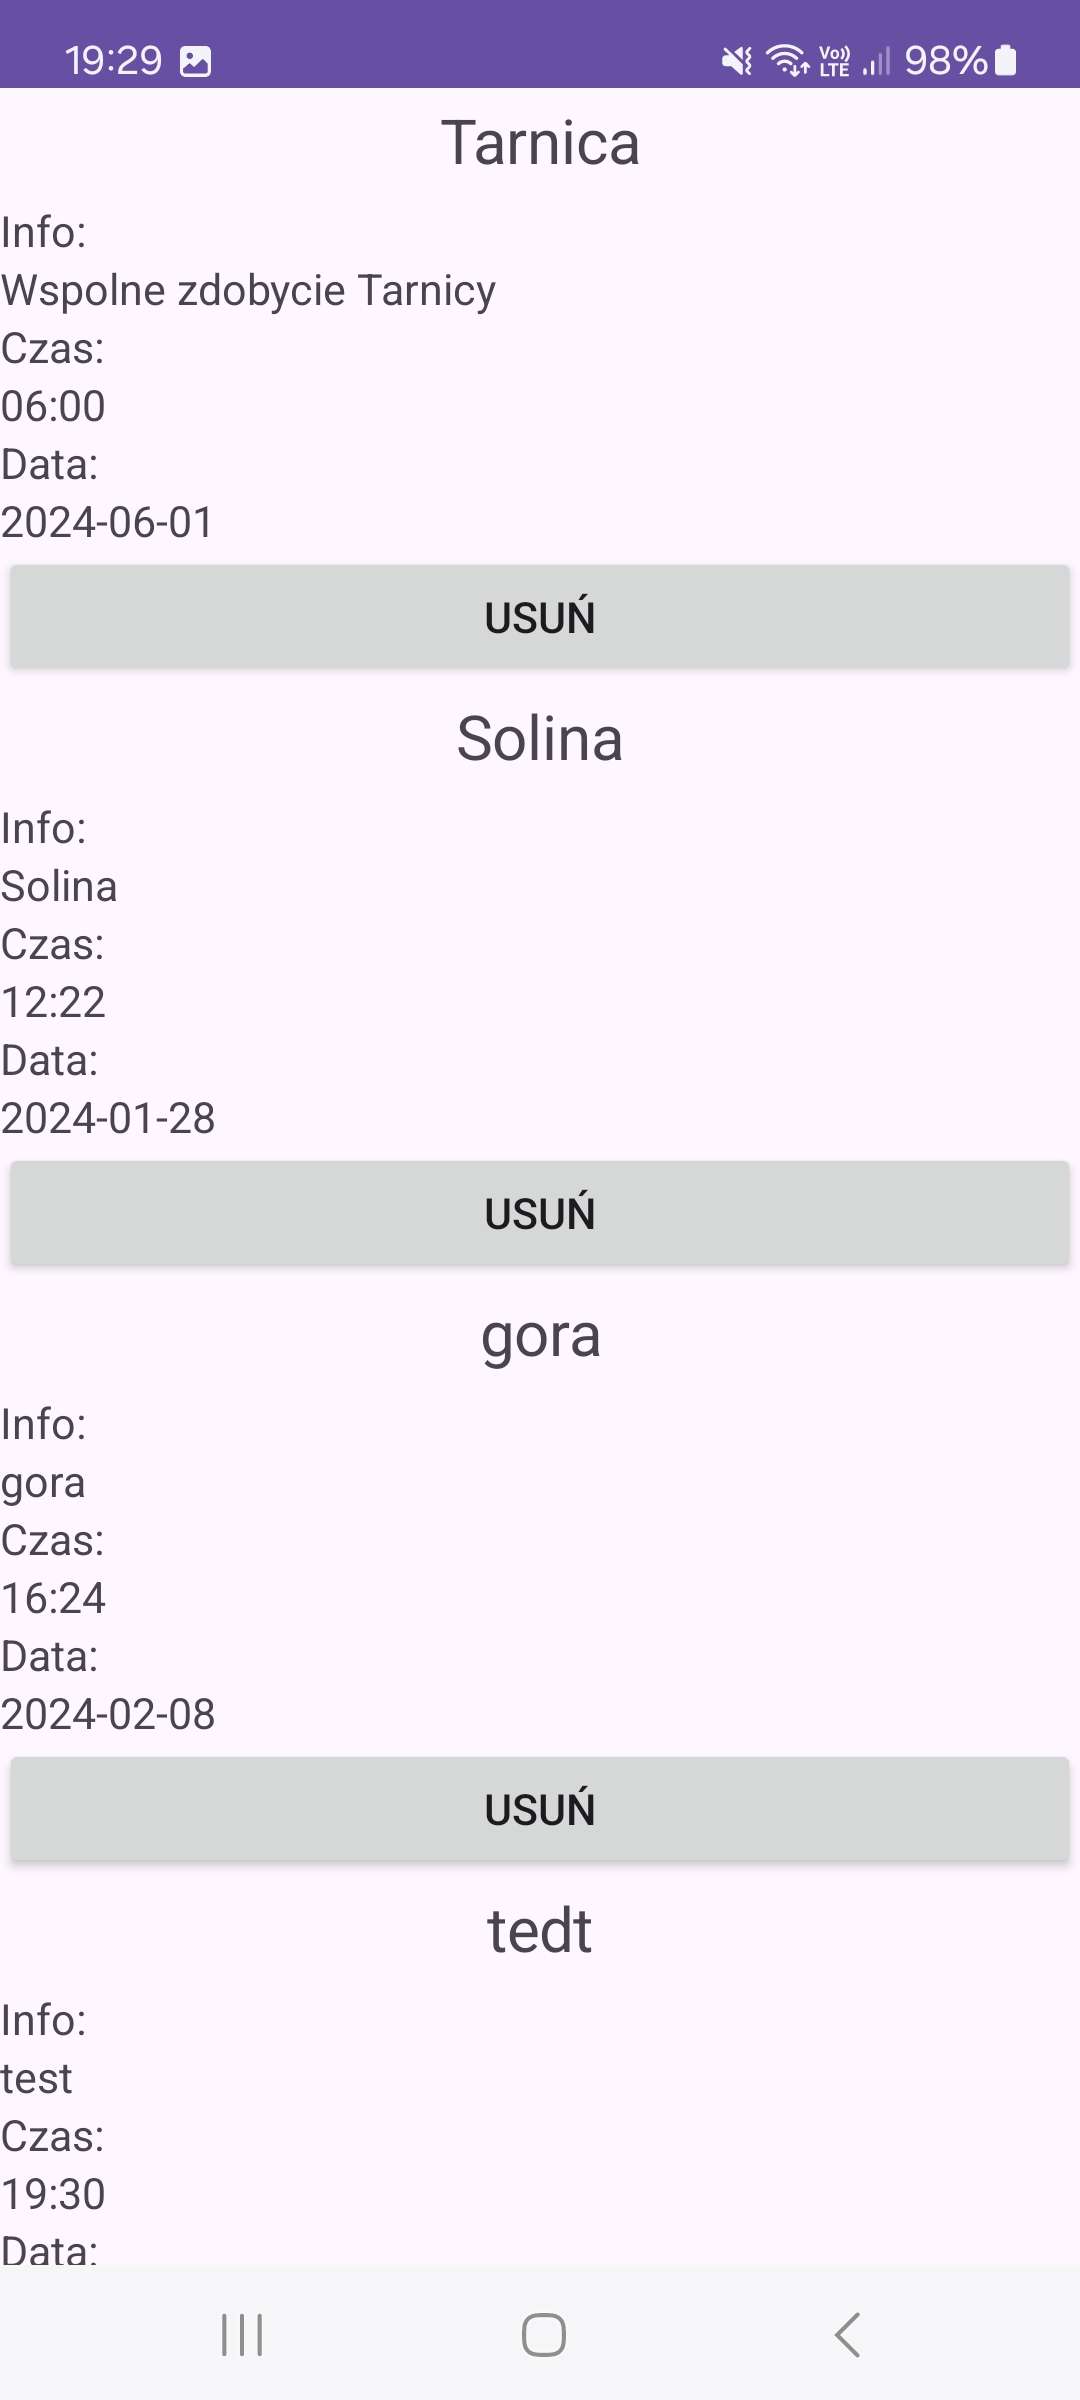 19:29 Vo)) LTE 98%
Tarnica
Info:
Wspolne zdobycie Tarnicy
Czas:
06:00
Data:
2024-06-01
USUŃ
Solina
Info:
Solina
Czas:
12:22
Data:
2024-01-28
USUŃ
gora
Info:
gora
Czas:
16:24
Data:
2024-02-08
USUŃ
tedt
Info:
test
Czas:
19:30
Data: